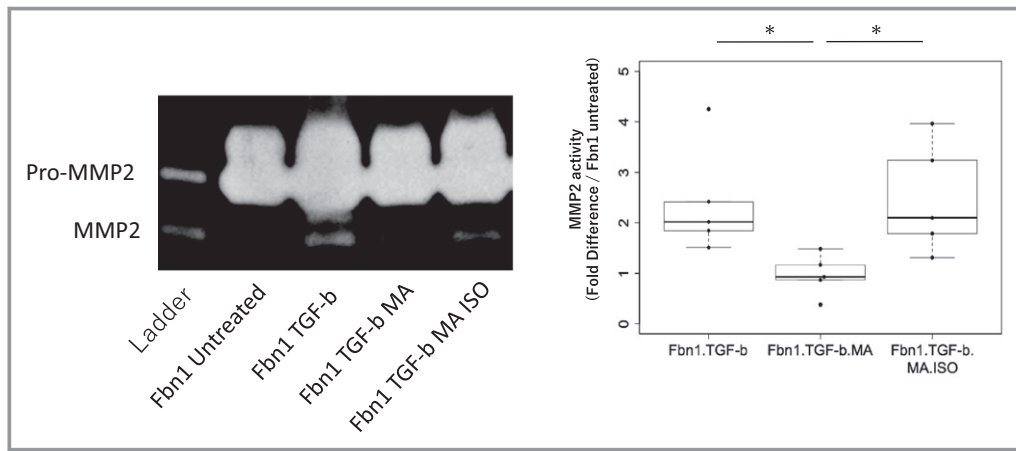 Pro-MMP2
MMP2
Ladder
Fbn1 Untreated
Fbn1 TGF-b
Fbn1 TGF-b MA
Fbn1 TGF-b MA ISO
* *
MMP2 activity
(Fold Difference / Fbn1 untreated)
5
4
3
2
1
0
Fbn1.TGF-b
Fbn1.TGF-b.MA
Fbn1.TGF-b.
MA.ISO